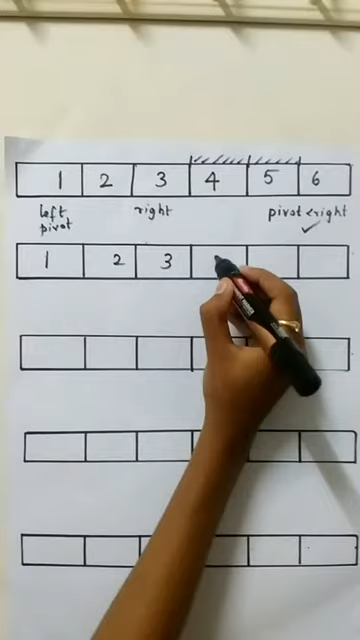 1 2 3 4 5 6
left right pivot < right ✓
pivot
1 2 3